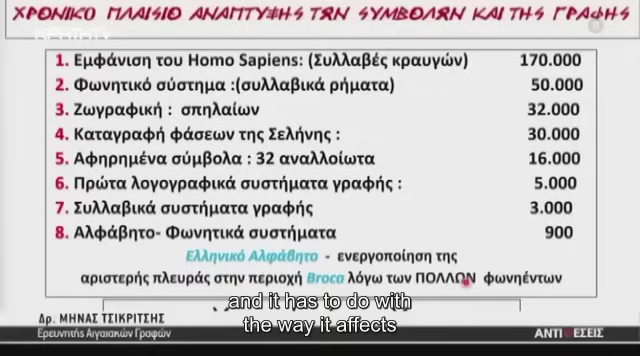 ΧΡΟΝΙΚΟ ΠΛΑΙΣΙΟ ΑΝΑΠΤΥΞΗΣ ΤΩΝ ΣΥΜΒΟΛΩΝ ΚΑΙ ΤΗΣ ΓΡΑΦΗΣ
1. Εμφάνιση του Homo Sapiens: (Συλλαβές κραυγών) 170.000
2. Φωνητικό σύστημα :(συλλαβικά ρήματα) 50.000
3. Ζωγραφική : σπηλαίων 32.000
4. Καταγραφή φάσεων της Σελήνης : 30.000
5. Αφηρημένα σύμβολα : 32 αναλλοίωτα 16.000
6. Πρώτα λογογραφικά συστήματα γραφής : 5.000
7. Συλλαβικά συστήματα γραφής 3.000
8. Αλφάβητο- Φωνητικά συστήματα 900
Ελληνικό Αλφάβητο - ενεργοποίηση της
αριστερής πλευράς στην περιοχή Broca λόγω των ΠΟΛΛΩΝ φωνηέντων
and it has to do with
the way it affects
Δρ. ΜΗΝΑΣ ΤΣΙΚΡΙΤΣΗΣ
Ερευνητής Αιγαιακών Γραφών
ΑΝΤΙΘΕΣΕΙΣ